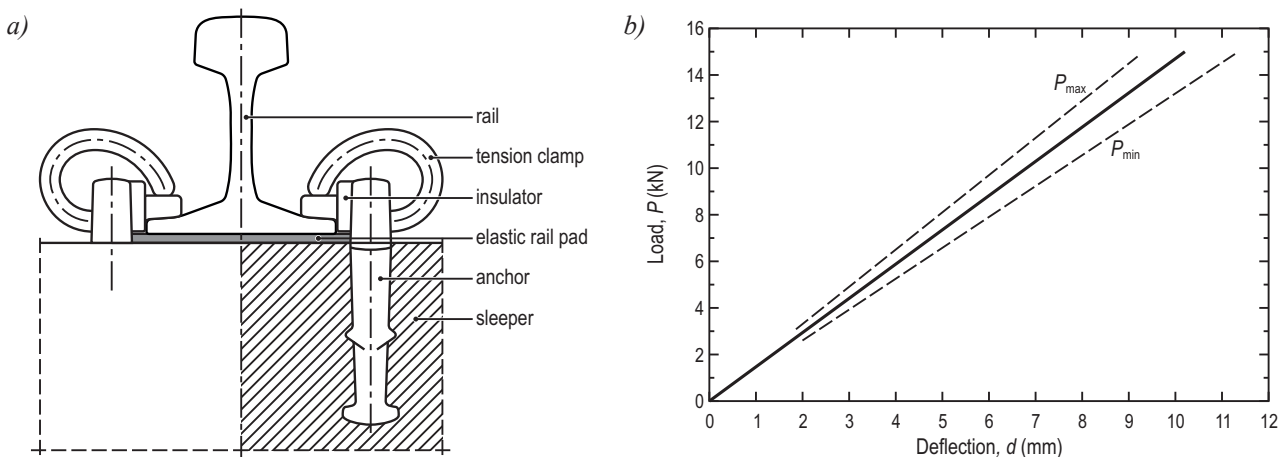 a)
rail
tension clamp
insulator
elastic rail pad
anchor
sleeper
b)
16
14
12
10
8
6
4
2
0
Load, P (kN)
Pmax
Pmin
0 1 2 3 4 5 6 7 8 9 10 11 12
Deflection, d (mm)